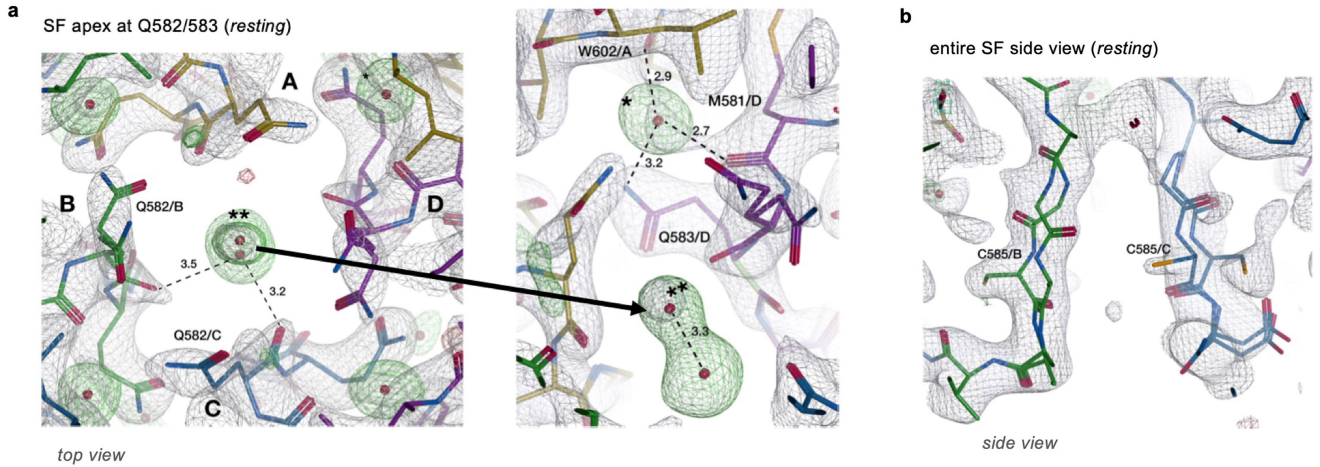 a
SF apex at Q582/583 (resting)
A
*
B
Q582/B
**
D
3.5
3.2
Q582/C
C
top view
W602/A
2.9
*
M581/D
2.7
3.2
Q583/D
**
3.3
b
entire SF side view (resting)
C585/B
C585/C
side view